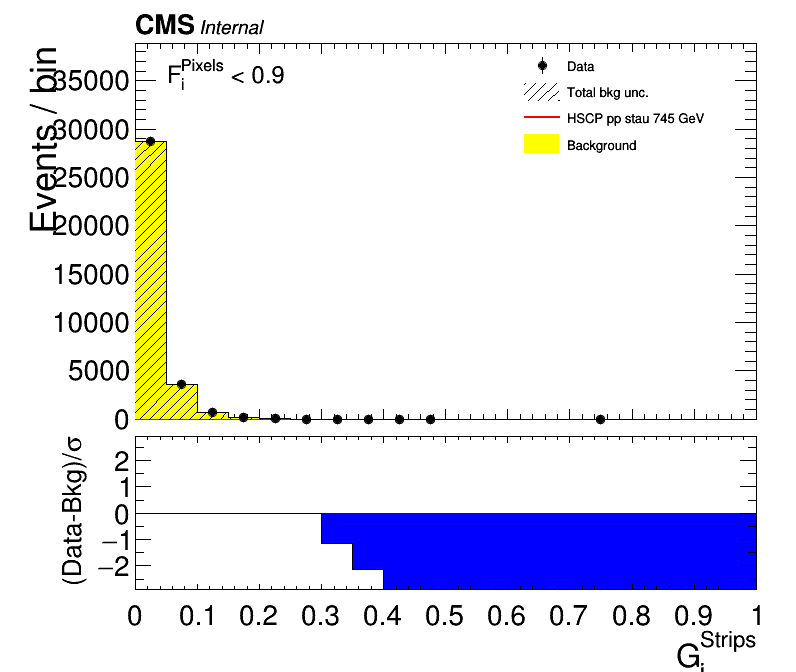 CMS Internal
F_i^Pixels < 0.9
Data
Total bkg unc.
HSCP pp stau 745 GeV
Background
Events / bin
35000
30000
25000
20000
15000
10000
5000
0
(Data-Bkg)/σ
2
1
0
−1
−2
0 0.1 0.2 0.3 0.4 0.5 0.6 0.7 0.8 0.9 1
G_i^Strips